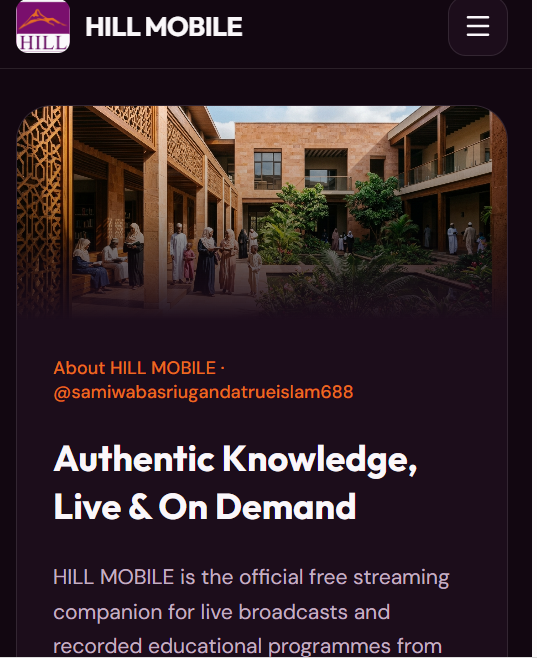 HILL
HILL MOBILE
About HILL MOBILE ·
@samiwabasriugandatrueislam688
Authentic Knowledge,
Live & On Demand
HILL MOBILE is the official free streaming
companion for live broadcasts and
recorded educational programmes from